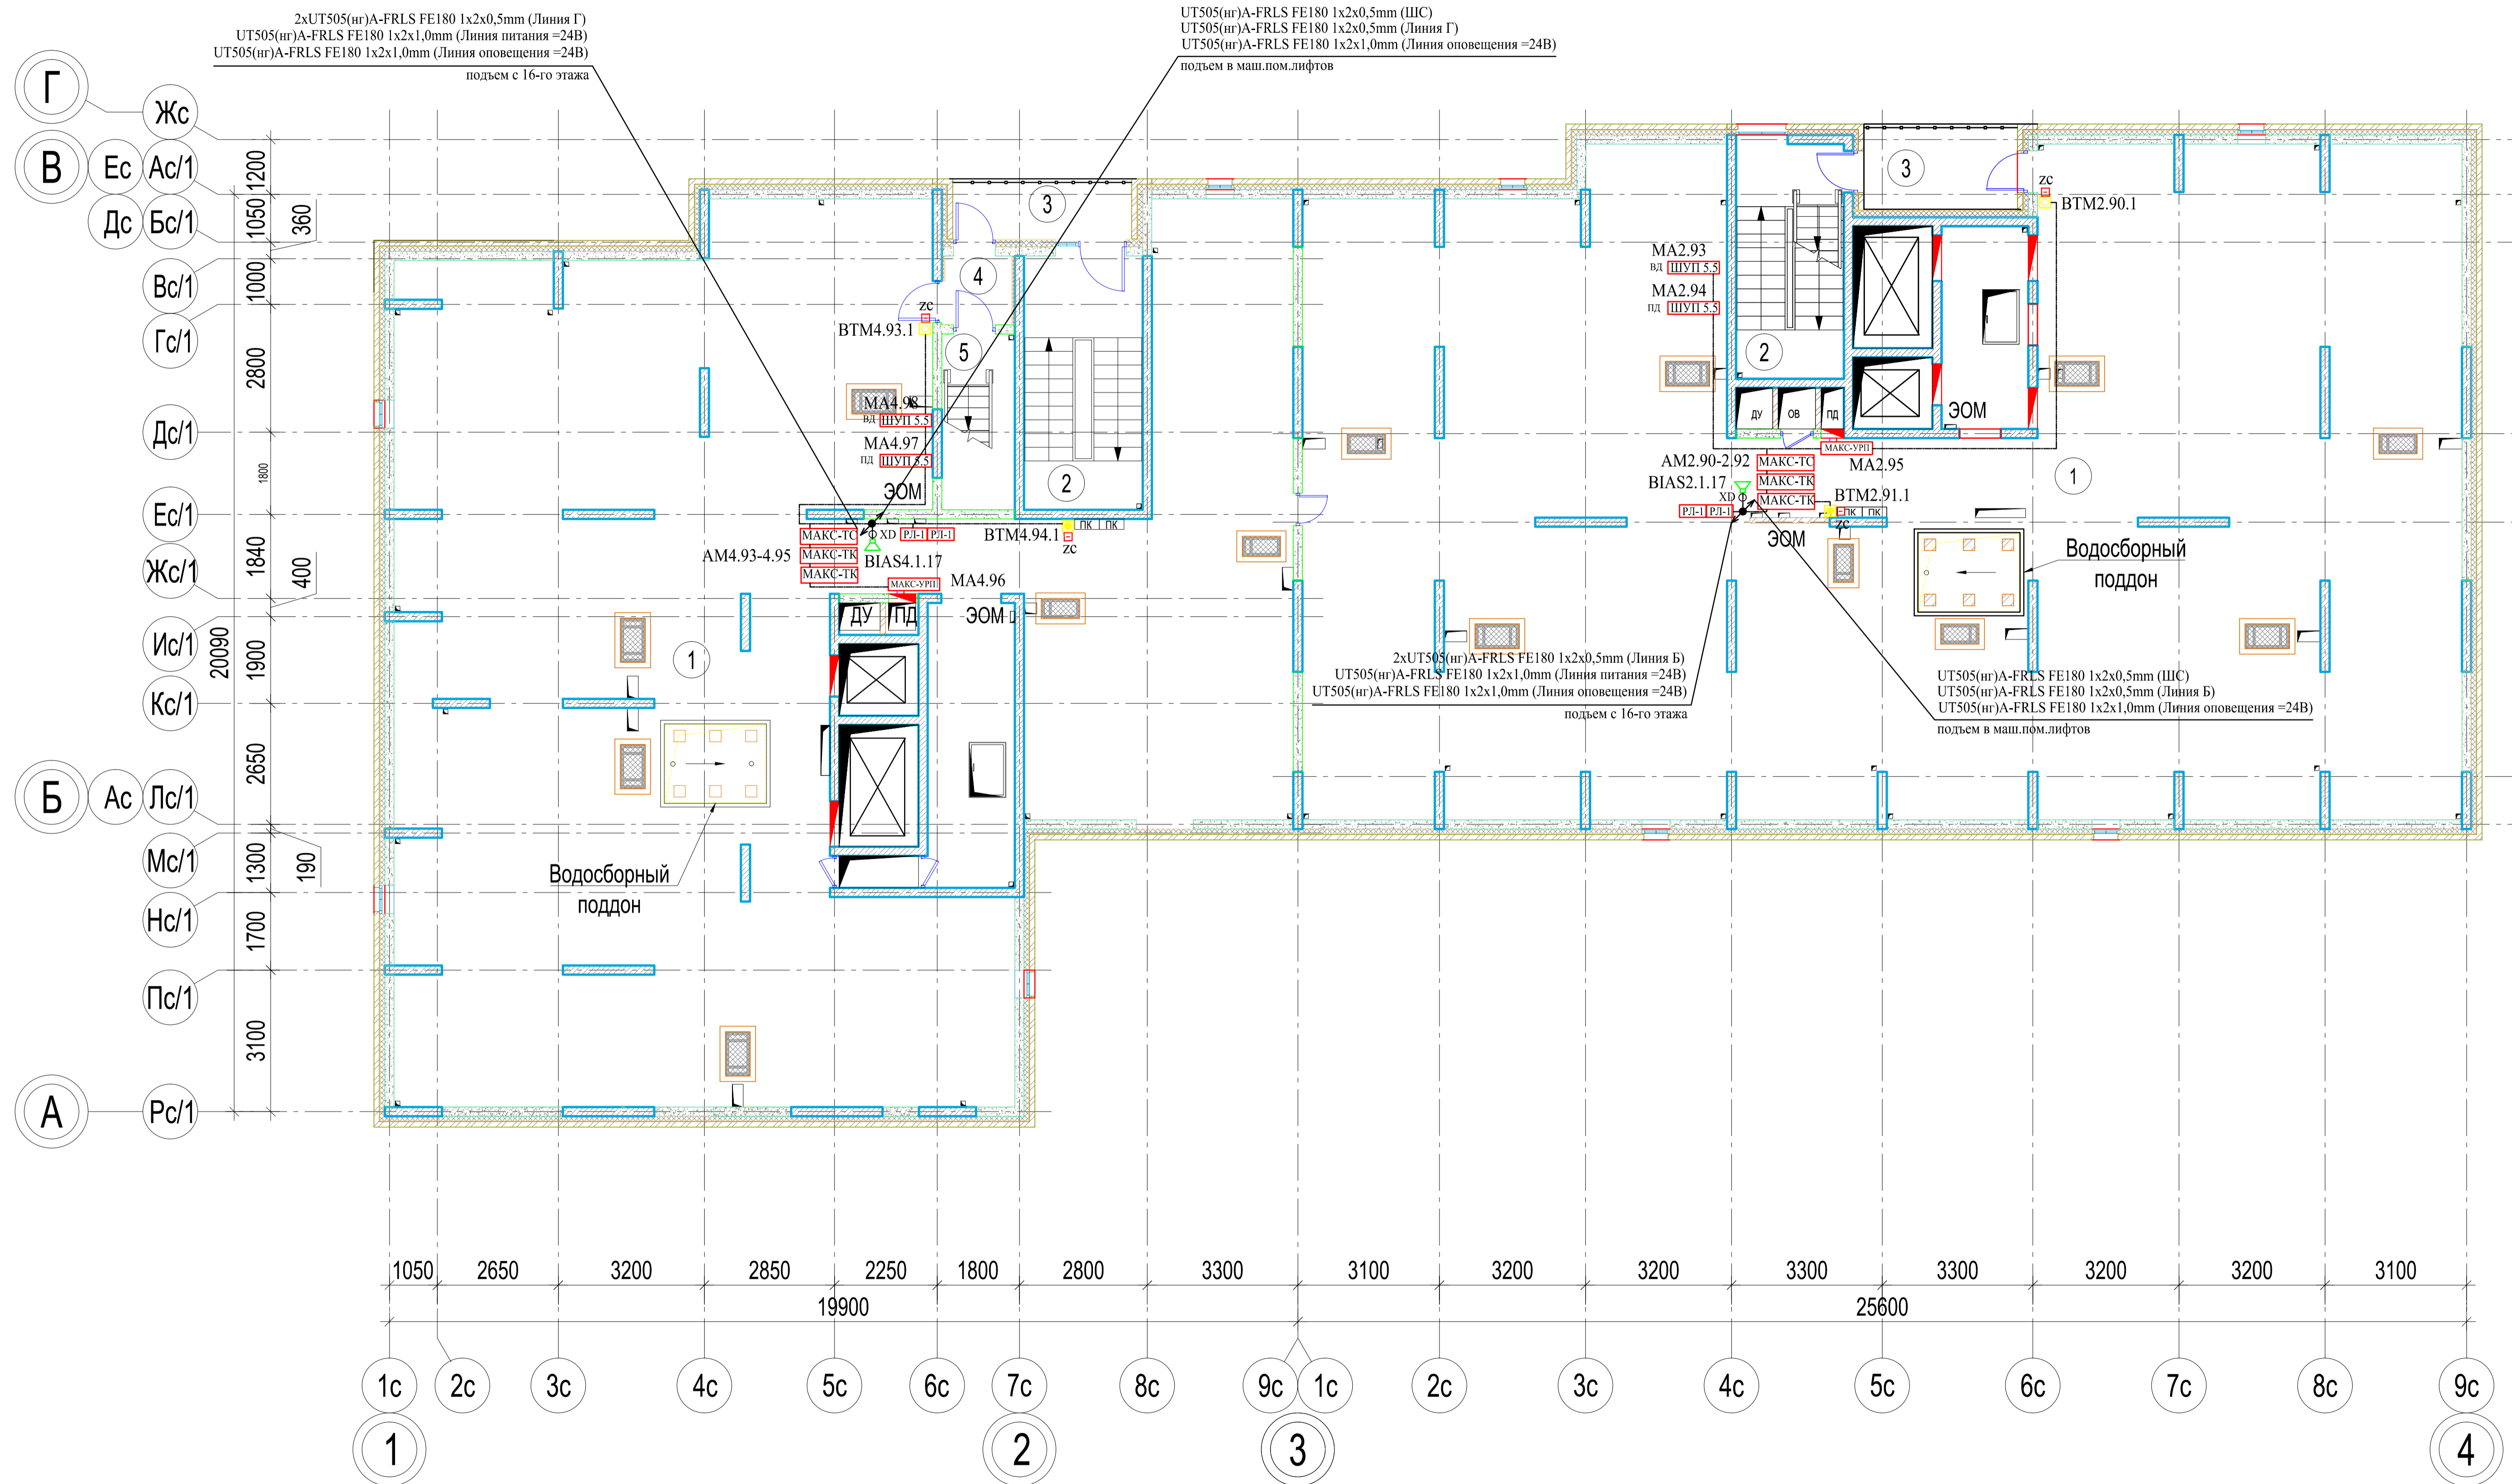 2хUT505(нг)А-FRLS FE180 1х2х0,5mm (Линия Г)
UT505(нг)А-FRLS FE180 1х2х1,0mm (Линия питания =24В)
UT505(нг)А-FRLS FE180 1х2х1,0mm (Линия оповещения =24В)
подъем с 16-го этажа
UT505(нг)А-FRLS FE180 1х2х0,5mm (ШС)
UT505(нг)А-FRLS FE180 1х2х0,5mm (Линия Г)
UT505(нг)А-FRLS FE180 1х2х1,0mm (Линия оповещения =24В)
подъем в маш.пом.лифтов
Г
Жс
В Ес Ас/1
Дс Бс/1
Вс/1
Гс/1
Дс/1
Ес/1
Жс/1
Ис/1
Кс/1
Б Ас Лс/1
Мс/1
Нс/1
Пс/1
А Рс/1
1200
1050
360
1000
2800
1800
1840
400
1900
20090
2650
1300
190
1700
3100
3
4
5
2
zc
ВТМ4.93.1
МА4.98
ВД ШУП 5.5
МА4.97
ПД ШУП 5.5
ЭОМ
МАКС-ТС
XD
РЛ-1 РЛ-1
ВТМ4.94.1
ПК ПК
zc
АМ4.93-4.95
МАКС-ТК
BIAS4.1.17
МАКС-ТК
МАКС-УРП
МА4.96
ДУ ПД
ЭОМ
1
Водосборный
поддон
3
zc
ВТМ2.90.1
МА2.93
ВД ШУП 5.5
МА2.94
ПД ШУП 5.5
2
ДУ ОВ ПД
ЭОМ
МАКС-УРП
МА2.95
АМ2.90-2.92
МАКС-ТС
BIAS2.1.17
МАКС-ТК
XD
МАКС-ТК
ВТМ2.91.1
РЛ-1 РЛ-1
ПК ПК
zc
ЭОМ
1
Водосборный
поддон
2хUT505(нг)А-FRLS FE180 1х2х0,5mm (Линия Б)
UT505(нг)А-FRLS FE180 1х2х1,0mm (Линия питания =24В)
UT505(нг)А-FRLS FE180 1х2х1,0mm (Линия оповещения =24В)
подъем с 16-го этажа
UT505(нг)А-FRLS FE180 1х2х0,5mm (ШС)
UT505(нг)А-FRLS FE180 1х2х0,5mm (Линия Б)
UT505(нг)А-FRLS FE180 1х2х1,0mm (Линия оповещения =24В)
подъем в маш.пом.лифтов
1050 2650 3200 2850 2250 1800 2800 3300 3100 3200 3200 3300 3300 3200 3200 3100
19900 25600
1с 2с 3с 4с 5с 6с 7с 8с 9с 1с 2с 3с 4с 5с 6с 7с 8с 9с
1 2 3 4